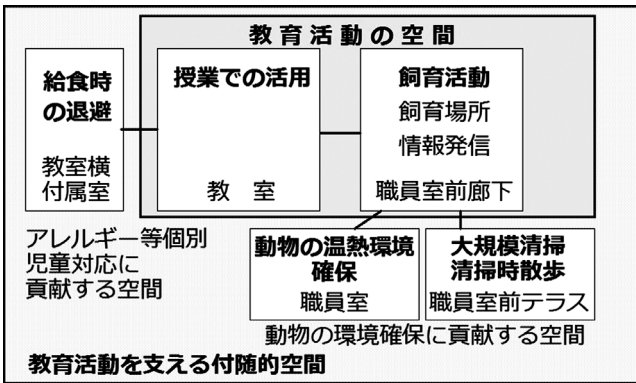 教育活動の空間
給食時
の退避
教室横
付属室
授業での活用
教 室
飼育活動
飼育場所
情報発信
職員室前廊下
アレルギー等個別
児童対応に
貢献する空間
動物の温熱環境
確保
職員室
大規模清掃
清掃時散歩
職員室前テラス
動物の環境確保に貢献する空間
教育活動を支える付随的空間